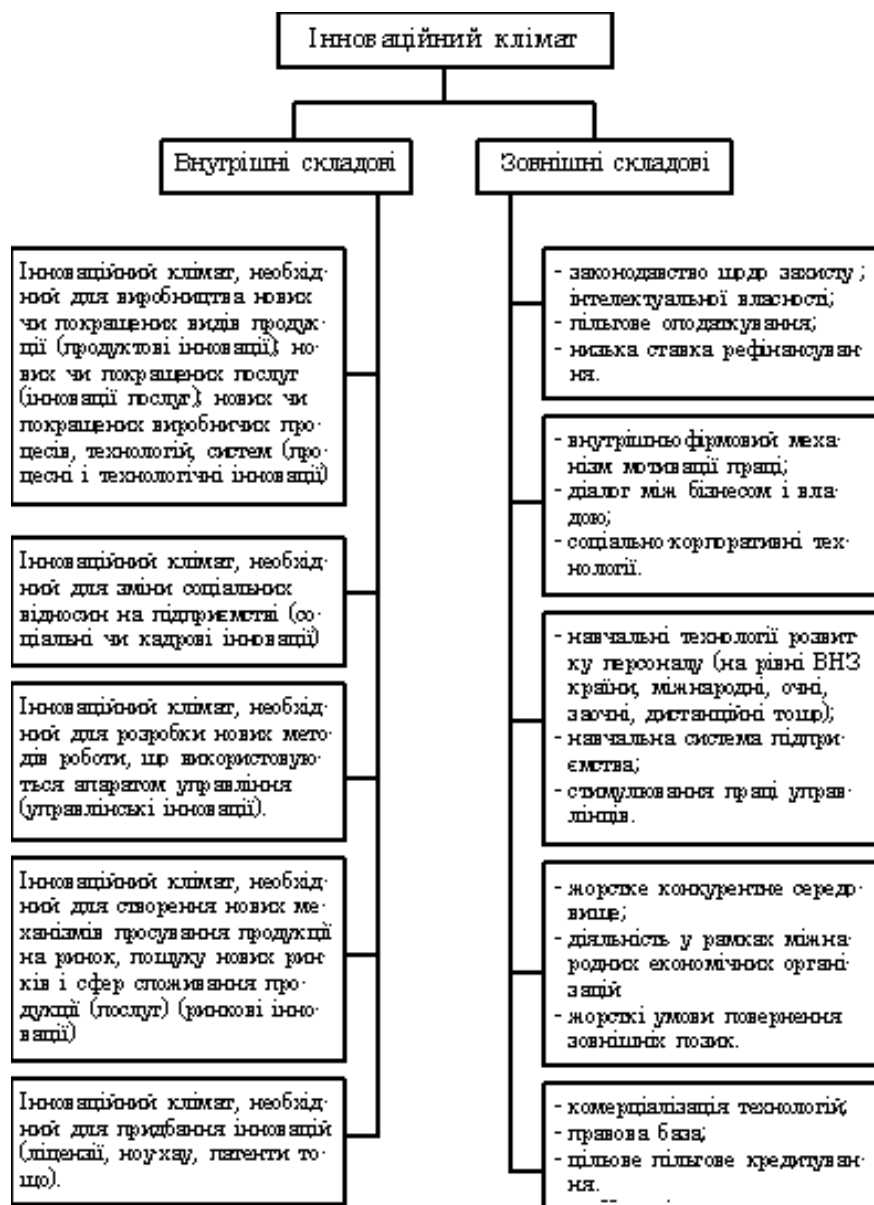 Інноваційний клімат
Внутрішні складові
Зовнішні складові
Інноваційний клімат, необхід-
ний для виробництва нових
чи покращених видів продук-
ції (продуктові інновації); но-
вих чи покращених послуг
(інновації послуг); нових чи
покращених виробничих про-
цесів, технологій, систем (про-
цесні і технологічні інновації)
Інноваційний клімат, необхід-
ний для зміни соціальних
відносин на підприємстві (со-
ціальні чи кадрові інновації)
Інноваційний клімат, необхід-
ний для розробки нових мето-
дів роботи, що використовую-
ться апаратом управління
(управлінські інновації).
Інноваційний клімат, необхід-
ний для створення нових ме-
ханізмів просування продукції
на ринок, пошуку нових рин-
ків і сфер споживання про-
дукції (послуг) (ринкові інно-
вації)
Інноваційний клімат, необхід-
ний для придбання інновацій
(ліцензії, ноу-хау, патенти то-
що).
- законодавство щодо захисту ;
інтелектуальної власності;
- пільгове оподаткування;
- низька ставка рефінансуван-
ня.
- внутрішньофірмовий меха-
нізм мотивації праці;
- діалог між бізнесом і вла-
дою;
- соціально-корпоративні тех-
нології.
- навчальні технології розвит-
ку персоналу (на рівні ВНЗ
країни, міжнародні, очні,
заочні, дистанційні тощо);
- навчальна система підпри-
ємства;
- стимулювання праці управ-
лінців.
- жорстке конкурентне середо-
вище;
- діяльність у рамках міжна-
родних економічних органі-
зацій
- жорсткі умови повернення
зовнішніх позик.
- комерціалізація технологій;
- правова база;
- цільове пільгове кредитуван-
ня.